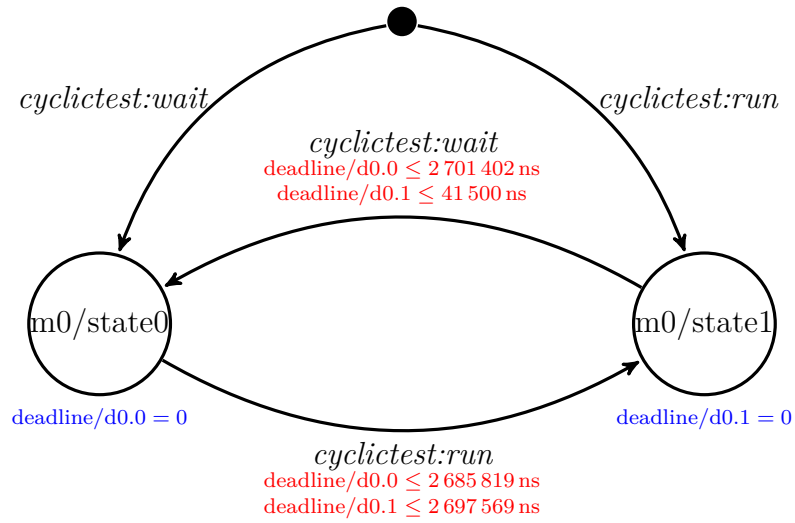 cyclictest:wait
cyclictest:run
cyclictest:wait
deadline/d0.0 ≤ 2 701 402 ns
deadline/d0.1 ≤ 41 500 ns
m0/state0
m0/state1
deadline/d0.0 = 0
deadline/d0.1 = 0
cyclictest:run
deadline/d0.0 ≤ 2 685 819 ns
deadline/d0.1 ≤ 2 697 569 ns